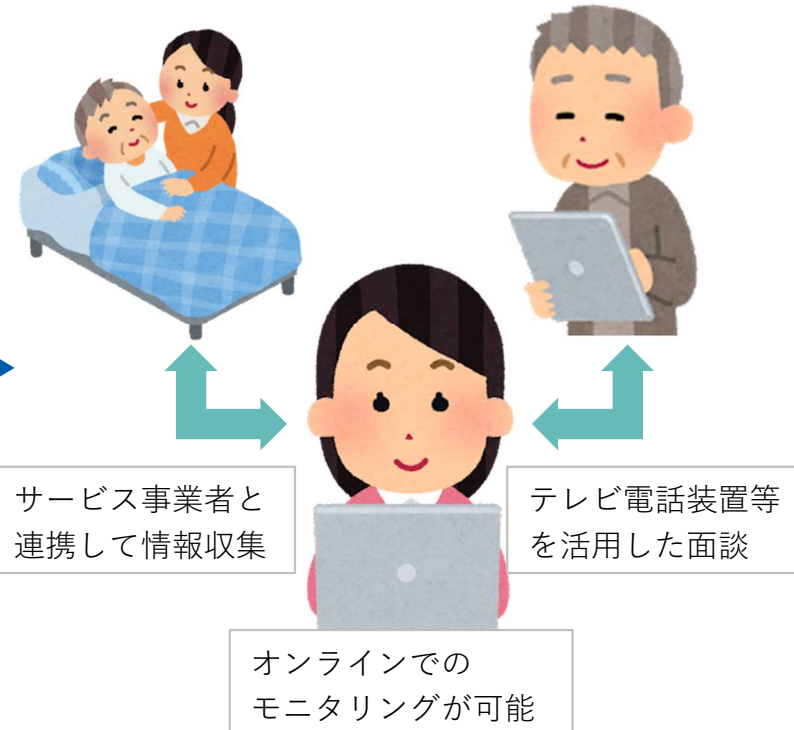 サービス事業者と
連携して情報収集
テレビ電話装置等
を活用した面談
オンラインでの
モニタリングが可能